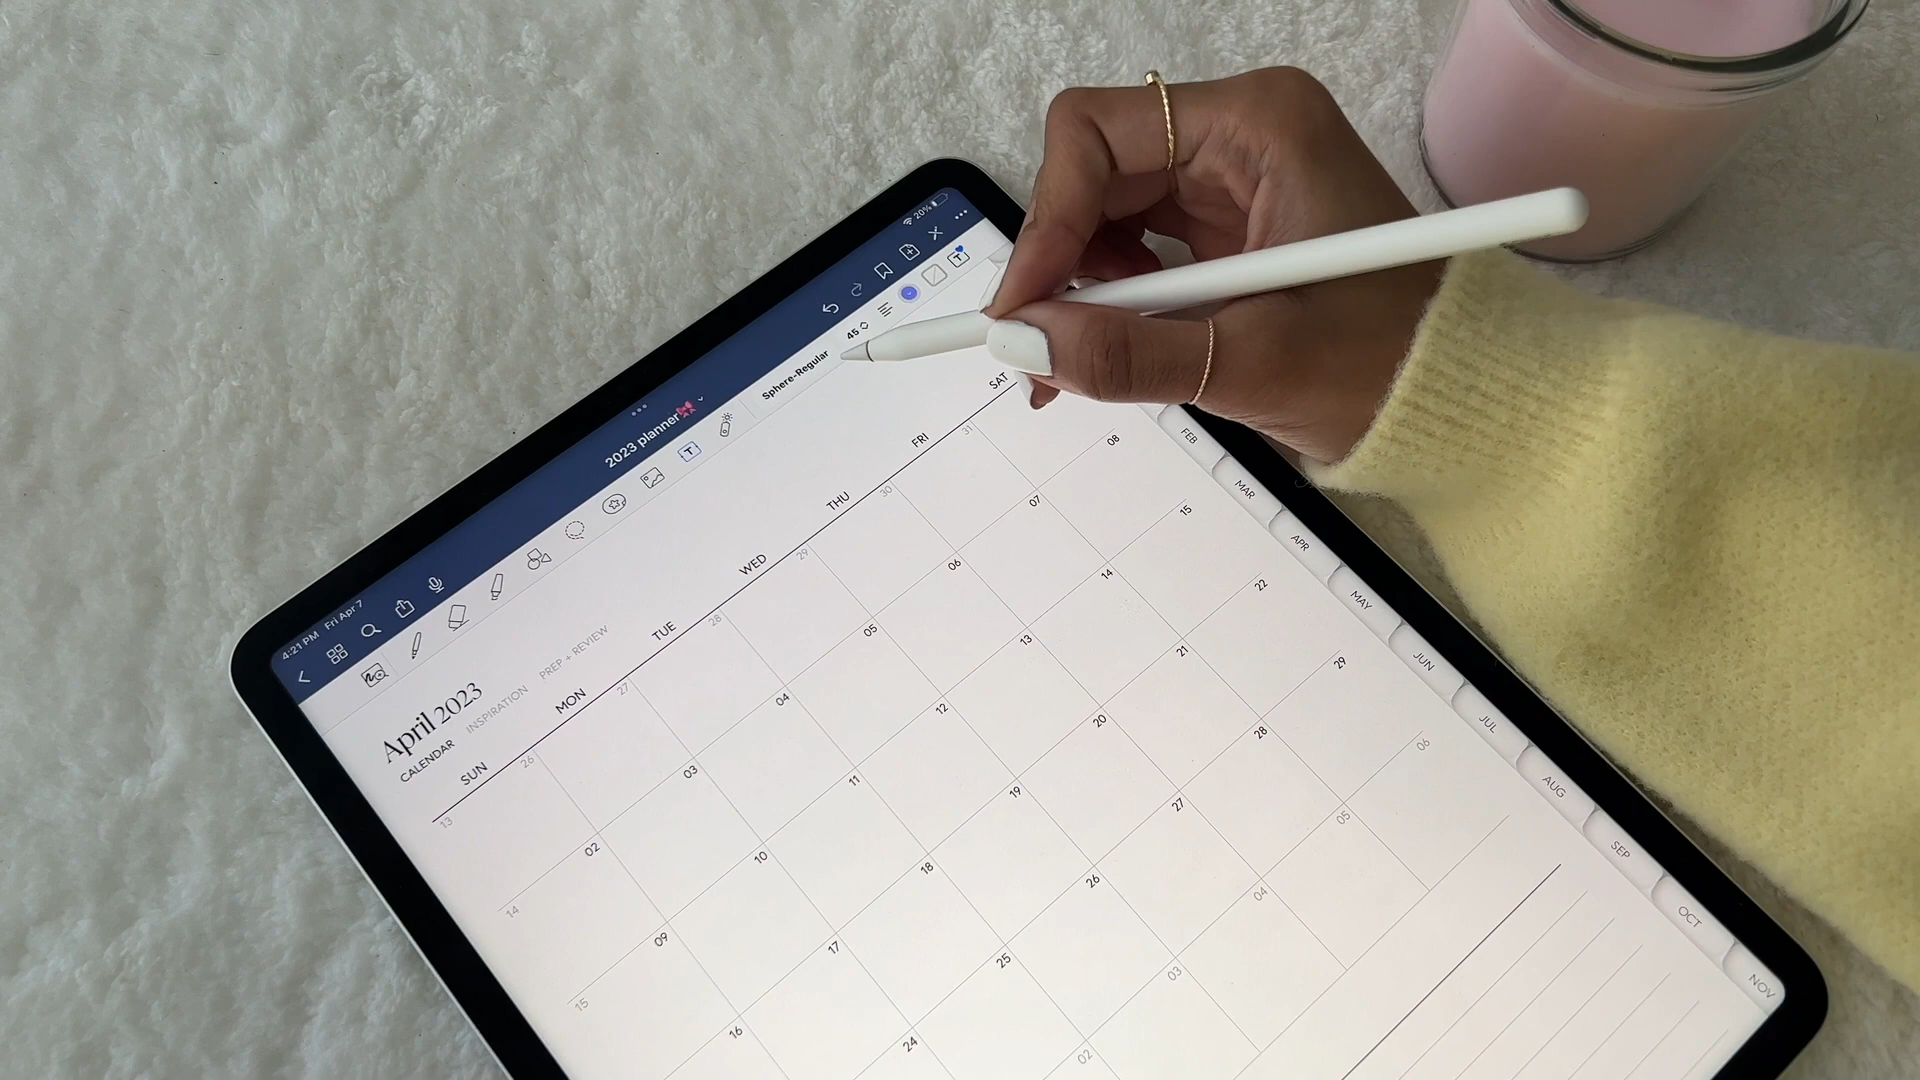 4:21 PM Fri Apr 7
20%
2023 planner
Sphere-Regular 45
T
T
April 2023
CALENDAR INSPIRATION PREP + REVIEW
SUN MON TUE WED THU FRI SAT
13 26 27 28 29 30 31
14 02 03 04 05 06 07 08
15 09 10 11 12 13 14 15
16 17 18 19 20 21 22
24 25 26 27 28 29
02 03 04 05 06
FEB
MAR
APR
MAY
JUN
JUL
AUG
SEP
OCT
NOV